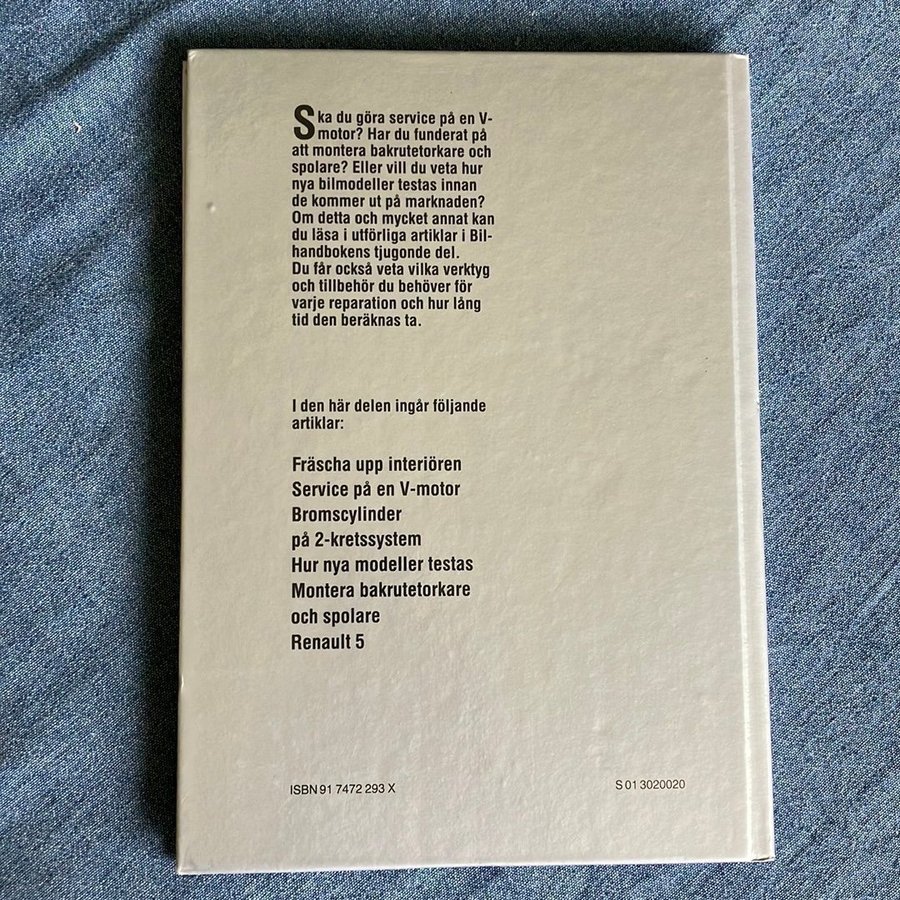 Ska du göra service på en V-
motor? Har du funderat på
att montera bakrutetorkare och
spolare? Eller vill du veta hur
nya bilmodeller testas innan
de kommer ut på marknaden?
Om detta och mycket annat kan
du läsa i utförliga artiklar i Bil-
handbokens tjugonde del.
Du får också veta vilka verktyg
och tillbehör du behöver för
varje reparation och hur lång
tid den beräknas ta.
I den här delen ingår följande
artiklar:
Fräscha upp interiören
Service på en V-motor
Bromscylinder
på 2-kretssystem
Hur nya modeller testas
Montera bakrutetorkare
och spolare
Renault 5
ISBN 91 7472 293 X
S 01 3020020